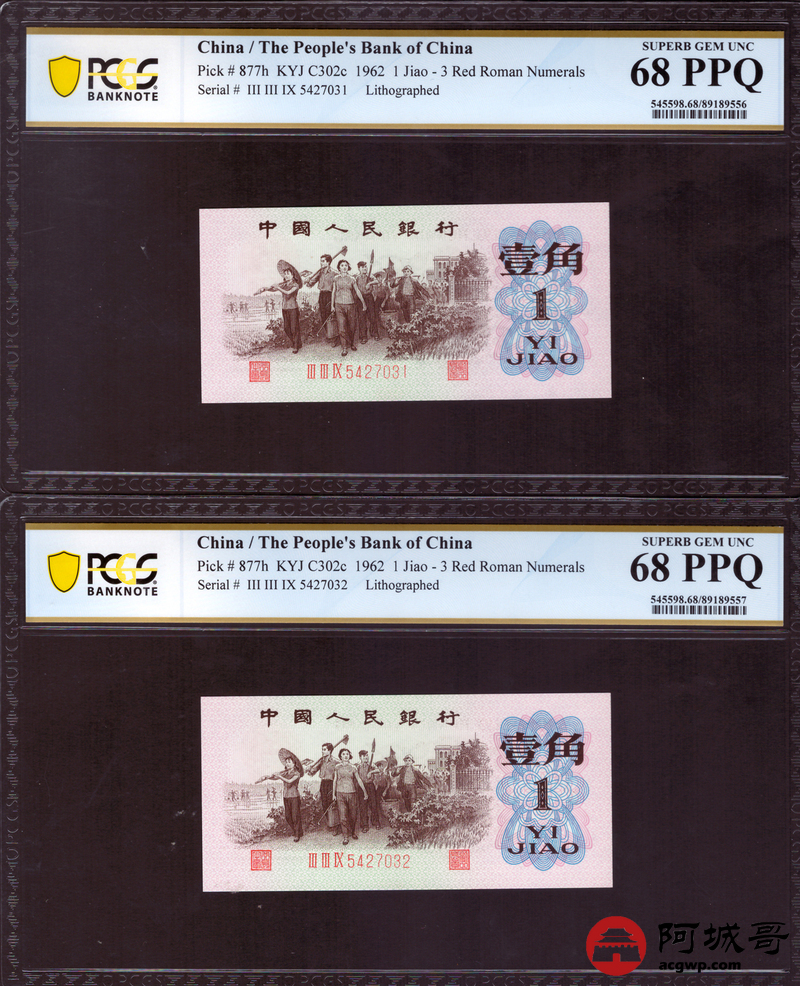 PCGS
BANKNOTE
China / The People's Bank of China
Pick # 877h KYJ C302c 1962 1 Jiao - 3 Red Roman Numerals
Serial # III III IX 5427031 Lithographed
SUPERB GEM UNC
68 PPQ
545598.68/89189556
中國人民銀行
壹角
1
YI
JIAO
III III IX 5427031
PCGS
BANKNOTE
China / The People's Bank of China
Pick # 877h KYJ C302c 1962 1 Jiao - 3 Red Roman Numerals
Serial # III III IX 5427032 Lithographed
SUPERB GEM UNC
68 PPQ
545598.68/89189557
中國人民銀行
壹角
1
YI
JIAO
III III IX 5427032
阿城哥
acgwp.com